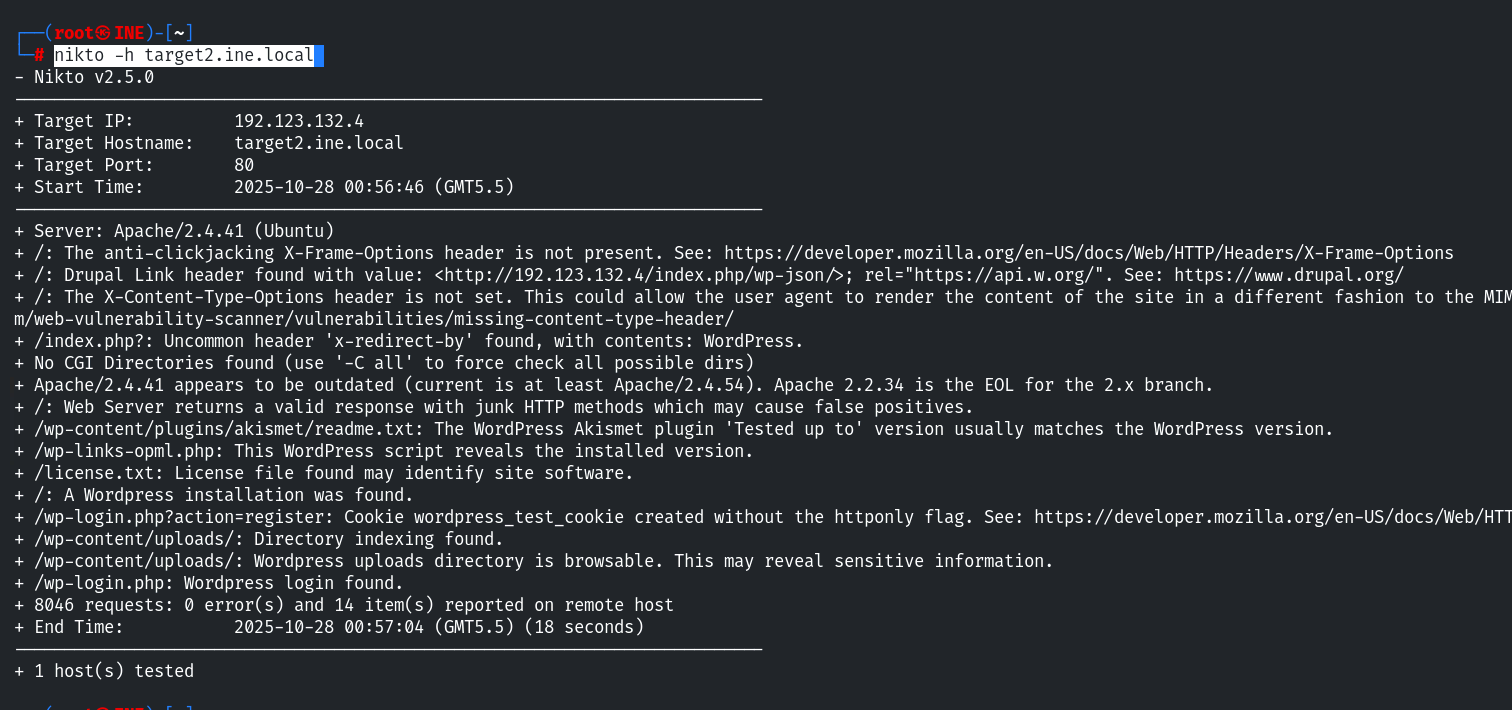 ┌──(root㉿INE)-[~]
└─# nikto -h target2.ine.local
- Nikto v2.5.0
---------------------------------------------------------------------------
+ Target IP:          192.123.132.4
+ Target Hostname:    target2.ine.local
+ Target Port:        80
+ Start Time:         2025-10-28 00:56:46 (GMT5.5)
---------------------------------------------------------------------------
+ Server: Apache/2.4.41 (Ubuntu)
+ /: The anti-clickjacking X-Frame-Options header is not present. See: https://developer.mozilla.org/en-US/docs/Web/HTTP/Headers/X-Frame-Options
+ /: Drupal Link header found with value: <http://192.123.132.4/index.php/wp-json/>; rel="https://api.w.org/". See: https://www.drupal.org/
+ /: The X-Content-Type-Options header is not set. This could allow the user agent to render the content of the site in a different fashion to the MIM
m/web-vulnerability-scanner/vulnerabilities/missing-content-type-header/
+ /index.php?: Uncommon header 'x-redirect-by' found, with contents: WordPress.
+ No CGI Directories found (use '-C all' to force check all possible dirs)
+ Apache/2.4.41 appears to be outdated (current is at least Apache/2.4.54). Apache 2.2.34 is the EOL for the 2.x branch.
+ /: Web Server returns a valid response with junk HTTP methods which may cause false positives.
+ /wp-content/plugins/akismet/readme.txt: The WordPress Akismet plugin 'Tested up to' version usually matches the WordPress version.
+ /wp-links-opml.php: This WordPress script reveals the installed version.
+ /license.txt: License file found may identify site software.
+ /: A Wordpress installation was found.
+ /wp-login.php?action=register: Cookie wordpress_test_cookie created without the httponly flag. See: https://developer.mozilla.org/en-US/docs/Web/HTT
+ /wp-content/uploads/: Directory indexing found.
+ /wp-content/uploads/: Wordpress uploads directory is browsable. This may reveal sensitive information.
+ /wp-login.php: Wordpress login found.
+ 8046 requests: 0 error(s) and 14 item(s) reported on remote host
+ End Time:           2025-10-28 00:57:04 (GMT5.5) (18 seconds)
---------------------------------------------------------------------------
+ 1 host(s) tested